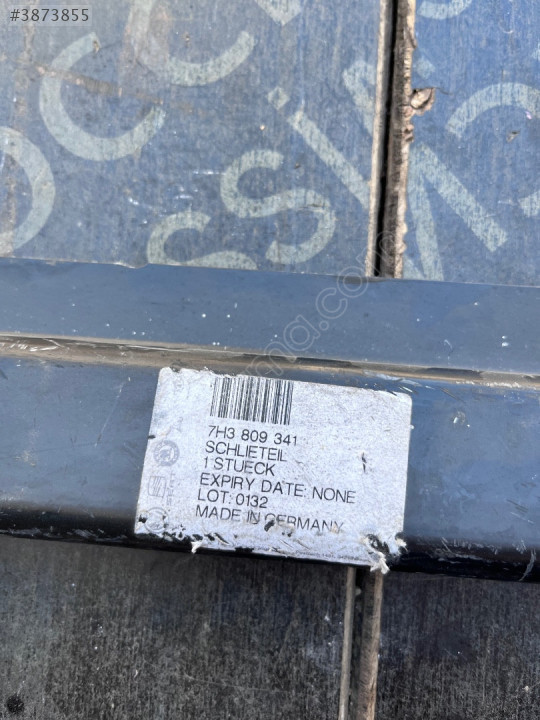 #3873855
7H3 809 341
SCHLIETEIL
1 STUECK
EXPIRY DATE: NONE
LOT: 0132
MADE IN GERMANY